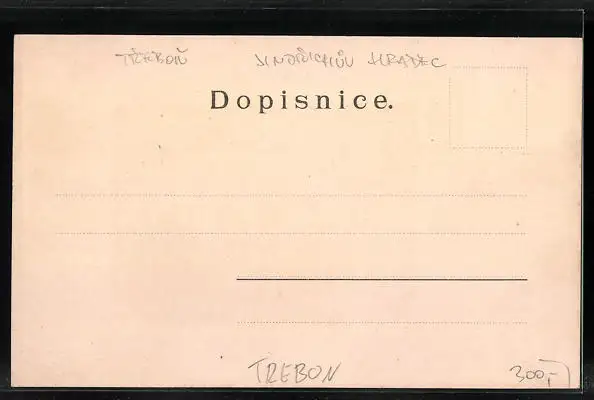 TŘEBOŇ JINDŘICHŮV HRADEC
Dopisnice.
TREBON 300,-